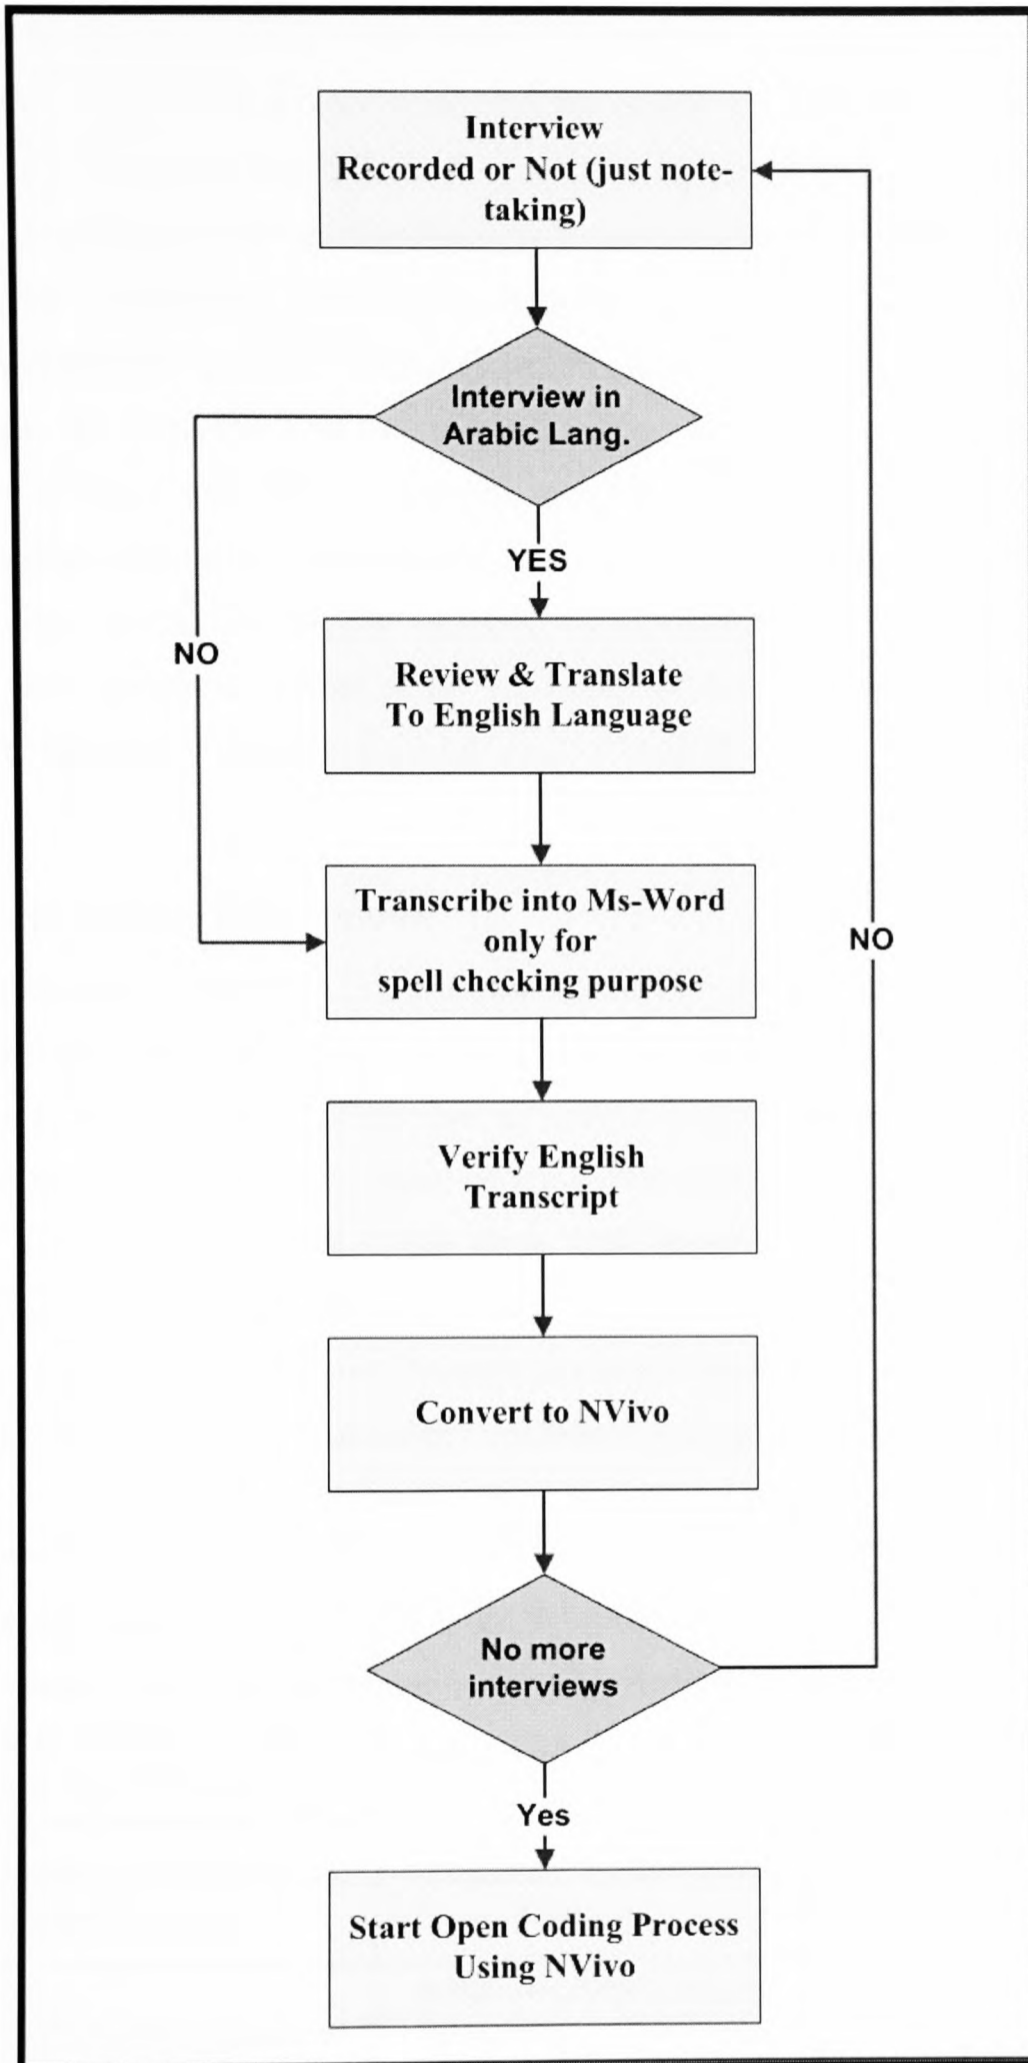 Interview
Recorded or Not (just note-
taking)
Interview in
Arabic Lang.
YES
NO
Review & Translate
To English Language
Transcribe into Ms-Word
only for
spell checking purpose
NO
Verify English
Transcript
Convert to NVivo
No more
interviews
Yes
Start Open Coding Process
Using NVivo